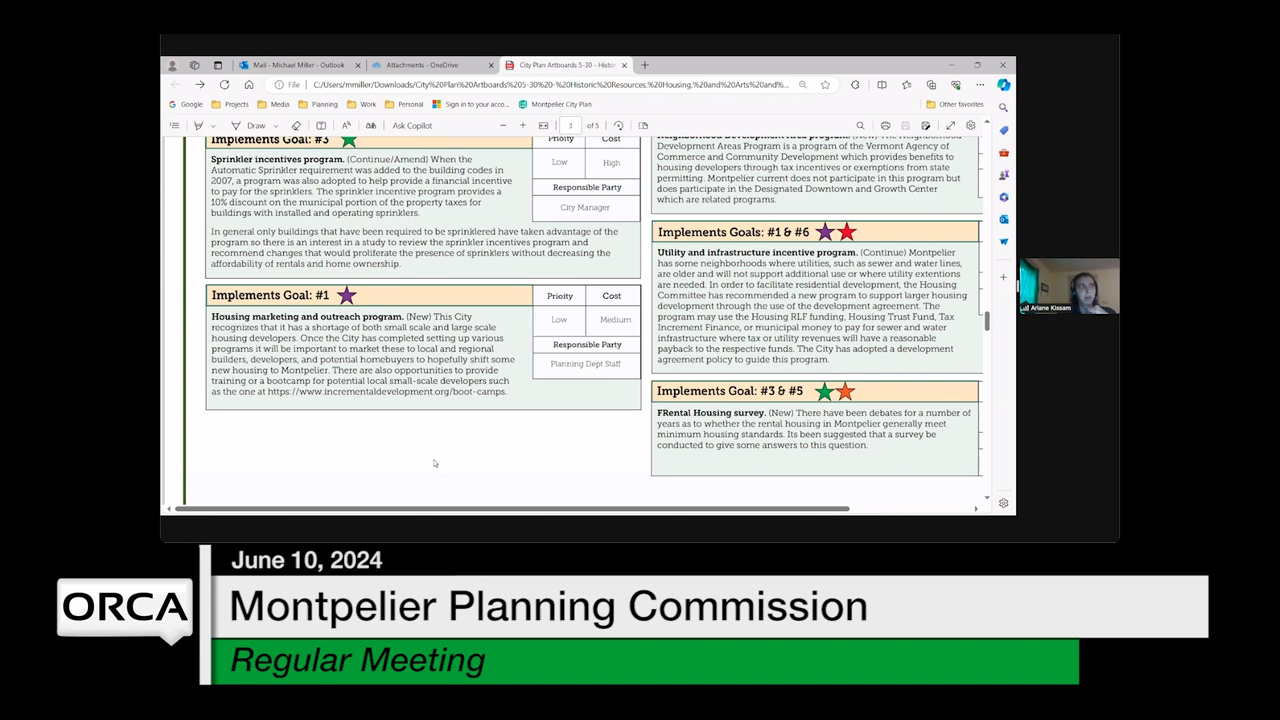 Mail - Michael Miller - Outlook
Attachments - OneDrive
City Plan Artboards 5-30 - Histor
File
C:/Users/mmiller/Downloads/City%20Plan%20Artboards%205-30%20-%20Historic%20Resources,%20Housing,%20and%20Arts%20and%...
Google
Projects
Media
Planning
Work
Personal
Sign in to your acco...
Montpelier City Plan
Other favorites
Draw
Ask Copilot
3
of 5
Implements Goal: #3
Sprinkler incentives program. (Continue/Amend) When the
Automatic Sprinkler requirement was added to the building codes in
2007, a program was also adopted to help provide a financial incentive
to pay for the sprinklers. The sprinkler incentive program provides a
10% discount on the municipal portion of the property taxes for
buildings with installed and operating sprinklers.
In general only buildings that have been required to be sprinklered have taken advantage of the
program so there is an interest in a study to review the sprinkler incentives program and
recommend changes that would proliferate the presence of sprinklers without decreasing the
affordability of rentals and home ownership.
Prioity
Cost
Low
High
Responsible Party
City Manager
Implements Goal: #1
Housing marketing and outreach program. (New) This City
recognizes that it has a shortage of both small scale and large scale
housing developers. Once the City has completed setting up various
programs it will be important to market these to local and regional
builders, developers, and potential homebuyers to hopefully shift some
new housing to Montpelier. There are also opportunities to provide
training or a bootcamp for potential local small-scale developers such
as the one at https://www.incrementaldevelopment.org/boot-camps.
Prioity
Cost
Low
Medium
Responsible Party
Planning Dept Staff
Neighborhood Development Area program. (New) The Neighborhood
Development Areas Program is a program of the Vermont Agency of
Commerce and Community Development which provides benefits to
housing developers through tax incentives or exemptions from state
permitting. Montpelier current does not participate in this program but
does participate in the Designated Downtown and Growth Center
which are related programs.
Implements Goals: #1 & #6
Utility and infrastructure incentive program. (Continue) Montpelier
has some neighborhoods where utilities, such as sewer and water lines,
are older and will not support additional use or where utility extentions
are needed. In order to facilitate residential development, the Housing
Committee has recommended a new program to support larger housing
development through the use of the development agreement. The
program may use the Housing RLF funding, Housing Trust Fund, Tax
Increment Finance, or municipal money to pay for sewer and water
infrastructure where tax or utility revenues will have a reasonable
payback to the respective funds. The City has adopted a development
agreement policy to guide this program.
Implements Goal: #3 & #5
FRental Housing survey. (New) There have been debates for a number of
years as to whether the rental housing in Montpelier generally meet
minimum housing standards. Its been suggested that a survey be
conducted to give some answers to this question.
Ariane Kissam
June 10, 2024
ORCA
Montpelier Planning Commission
Regular Meeting